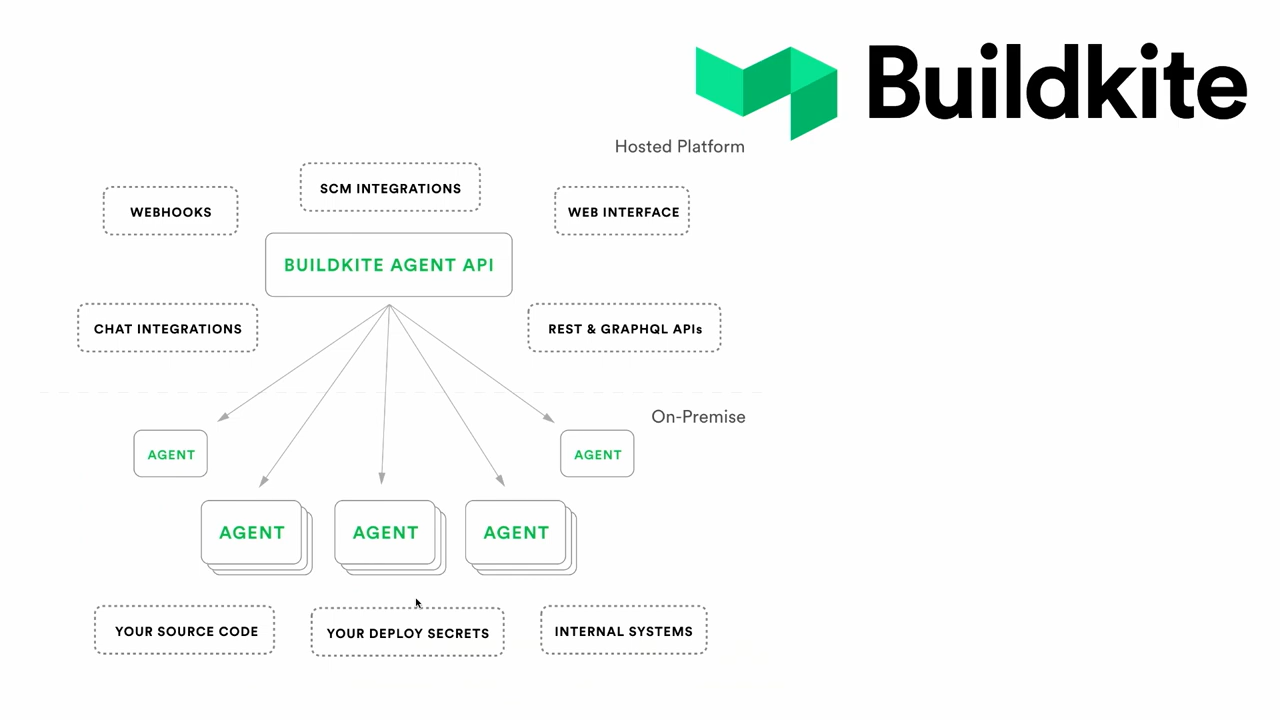 Buildkite
Hosted Platform
SCM INTEGRATIONS
WEBHOOKS
WEB INTERFACE
BUILDKITE AGENT API
CHAT INTEGRATIONS
REST & GRAPHQL APIs
On-Premise
AGENT
AGENT
AGENT
AGENT
AGENT
YOUR SOURCE CODE
YOUR DEPLOY SECRETS
INTERNAL SYSTEMS